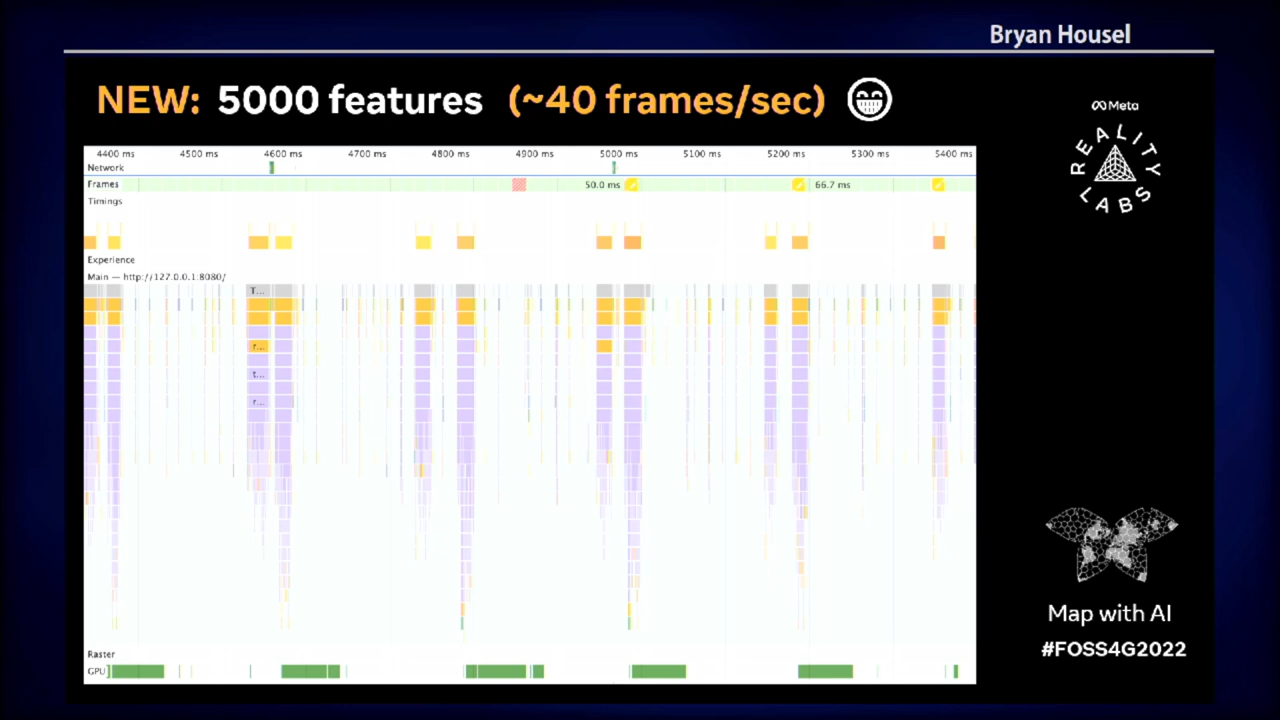 Bryan Housel
NEW: 5000 features (~40 frames/sec)
Meta
REALITY LABS
4400 ms 4500 ms 4600 ms 4700 ms 4800 ms 4900 ms 5000 ms 5100 ms 5200 ms 5300 ms 5400 ms
Network
Frames 50.0 ms 66.7 ms
Timings
Experience
Main — http://127.0.0.1:8080/
T...
r...
t...
r...
Raster
GPU
Map with AI
#FOSS4G2022